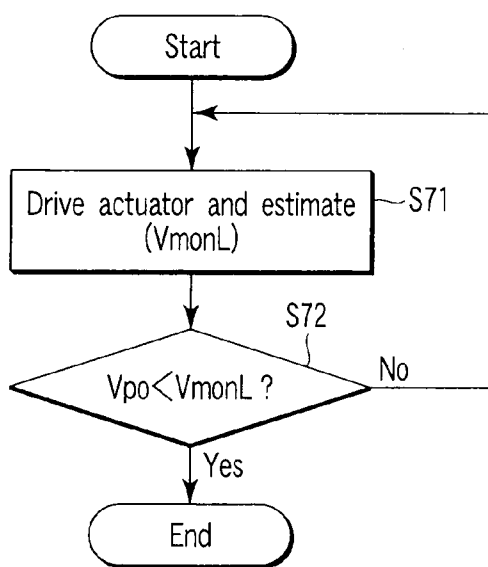 Start
Drive actuator and estimate
(VmonL)
S71
S72
Vpo<VmonL ?
No
Yes
End